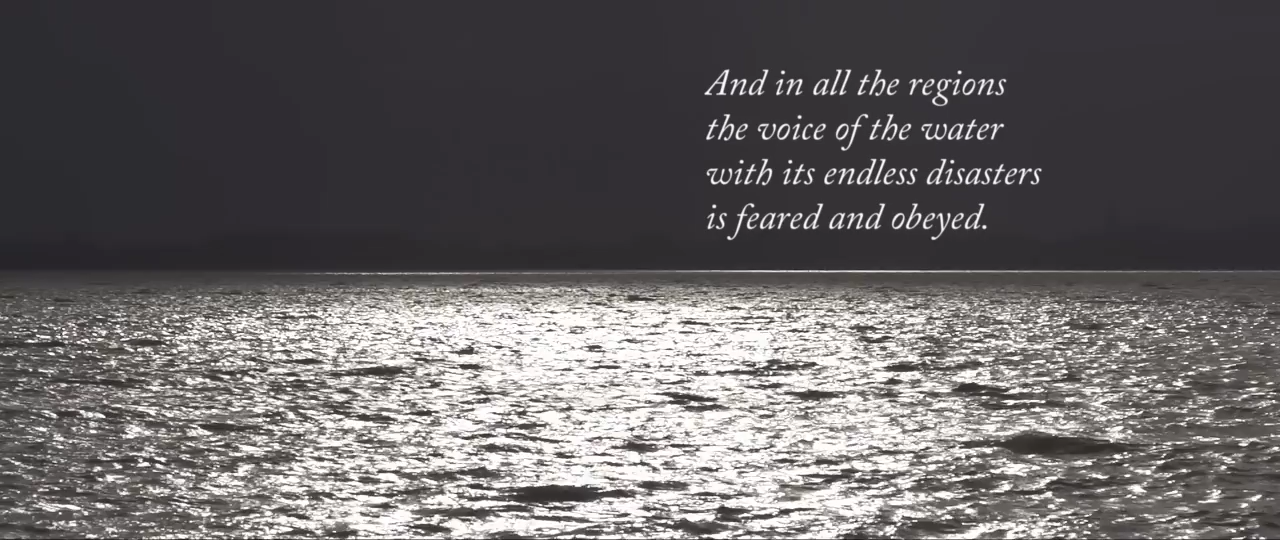 And in all the regions
the voice of the water
with its endless disasters
is feared and obeyed.